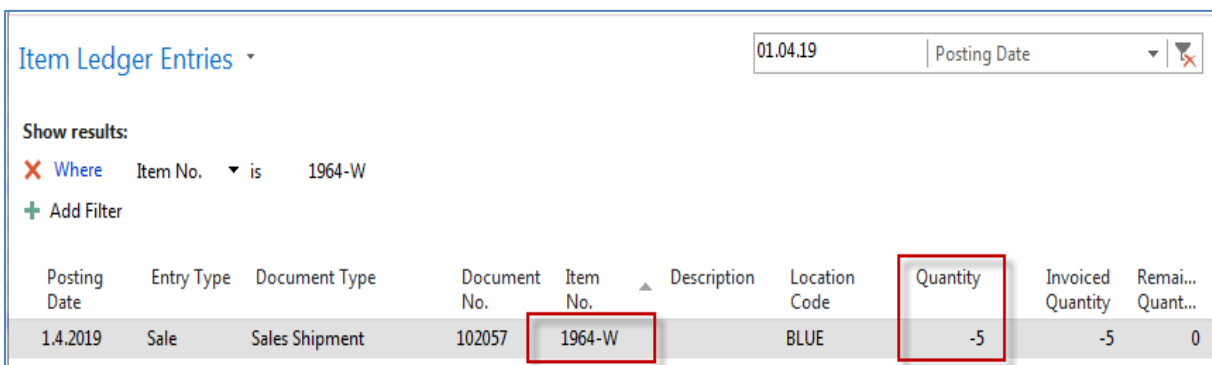 Item Ledger Entries
01.04.19 Posting Date
Show results:
Where Item No. is 1964-W
Add Filter
Posting Date Entry Type Document Type Document No. Item No. Description Location Code Quantity Invoiced Quantity Remai... Quant...
1.4.2019 Sale Sales Shipment 102057 1964-W BLUE -5 -5 0